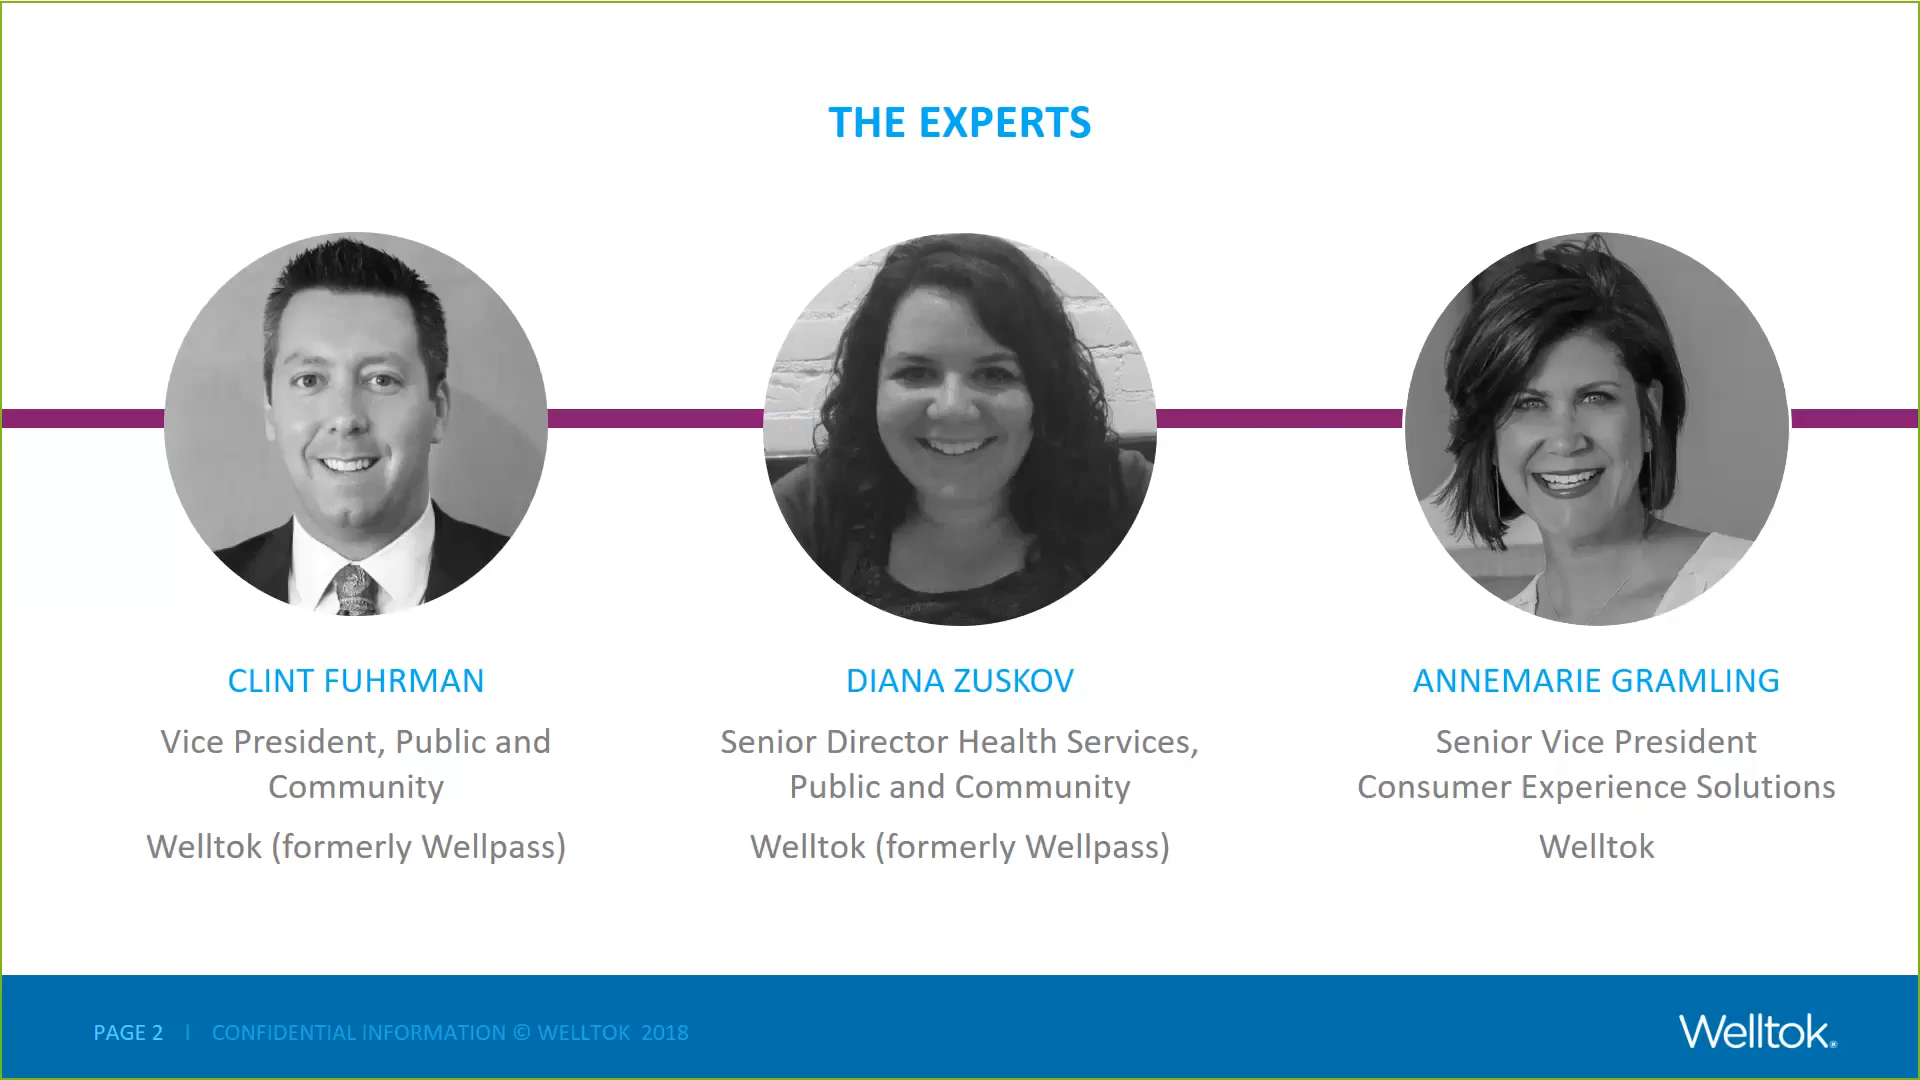 THE EXPERTS
CLINT FUHRMAN
Vice President, Public and
Community
Welltok (formerly Wellpass)
DIANA ZUSKOV
Senior Director Health Services,
Public and Community
Welltok (formerly Wellpass)
ANNEMARIE GRAMLING
Senior Vice President
Consumer Experience Solutions
Welltok
PAGE 2 | CONFIDENTIAL INFORMATION © WELLTOK 2018
Welltok®